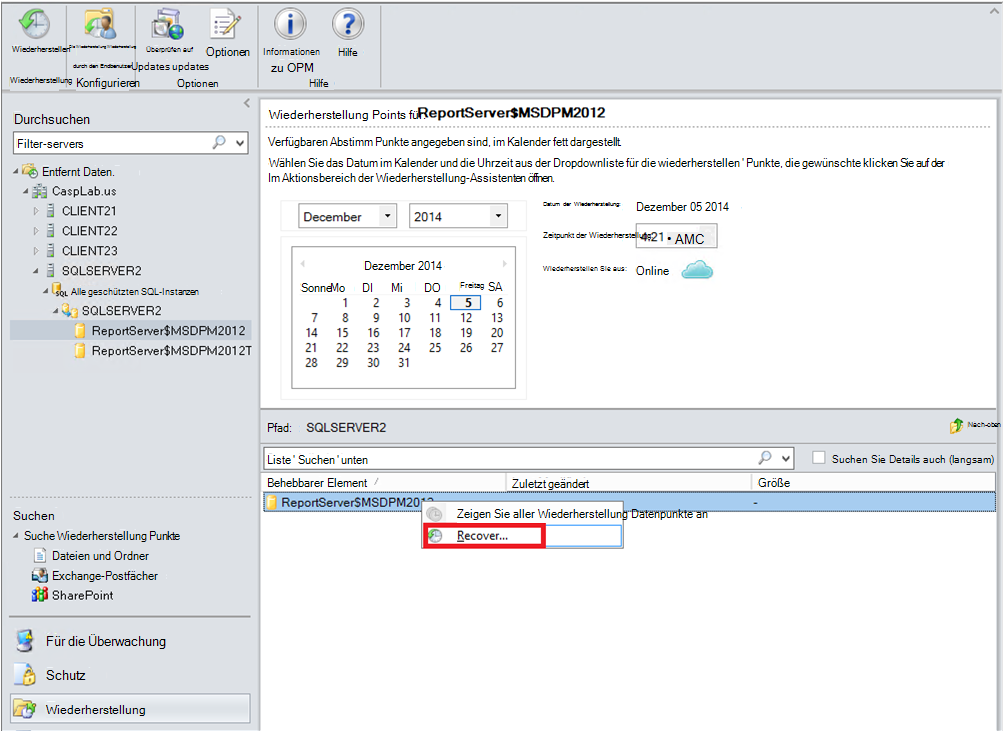 Wiederherstellen
Die Wiederherstellung Wiederherstellung
durch den Endbenutzer
Überprüfen auf
Updates updates
Optionen
Informationen
zu OPM
Hilfe
Wiederherstellung
Konfigurieren
Optionen
Hilfe
Durchsuchen
Filter-servers
Entfernt Daten.
CaspLab.us
CLIENT21
CLIENT22
CLIENT23
SQLSERVER2
Alle geschützten SQL-Instanzen
SQLSERVER2
ReportServer$MSDPM2012
ReportServer$MSDPM2012T
Suchen
Suche Wiederherstellung Punkte
Dateien und Ordner
Exchange-Postfächer
SharePoint
Für die Überwachung
Schutz
Wiederherstellung
Wiederherstellung Points für ReportServer$MSDPM2012
Verfügbaren Abstimm Punkte angegeben sind, im Kalender fett dargestellt.
Wählen Sie das Datum im Kalender und die Uhrzeit aus der Dropdownliste für die wiederherstellen ' Punkte, die gewünschte klicken Sie auf der
Im Aktionsbereich der Wiederherstellung-Assistenten öffnen.
December 2014
Dezember 2014
Sonne Mo DI Mi DO Freitag SA
1 2 3 4 5 6
7 8 9 10 11 12 13
14 15 16 17 18 19 20
21 22 23 24 25 26 27
28 29 30 31
Datum der Wiederherstellung: Dezember 05 2014
Zeitpunkt der Wiederherstellung: 4:21 • AMC
Wiederherstellen Sie aus: Online
Pfad: SQLSERVER2
Nach-oben
Liste ' Suchen ' unten
Suchen Sie Details auch (langsam)
Behebbarer Element / Zuletzt geändert Größe
ReportServer$MSDPM2012 -
Zeigen Sie aller Wiederherstellung Datenpunkte an
Recover...